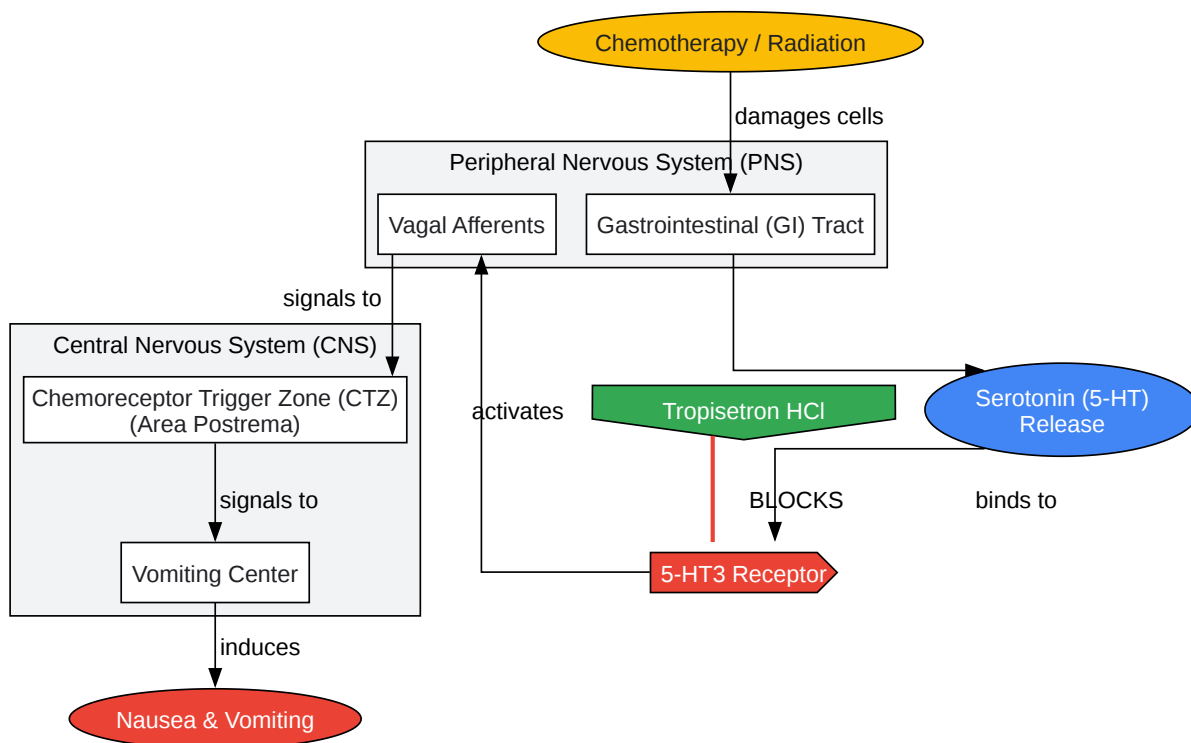 Chemotherapy / Radiation
damages cells
Peripheral Nervous System (PNS)
Vagal Afferents
Gastrointestinal (GI) Tract
signals to
Central Nervous System (CNS)
Chemoreceptor Trigger Zone (CTZ)
(Area Postrema)
activates
Tropisetron HCl
Serotonin (5-HT)
Release
signals to
BLOCKS
binds to
Vomiting Center
5-HT3 Receptor
induces
Nausea & Vomiting